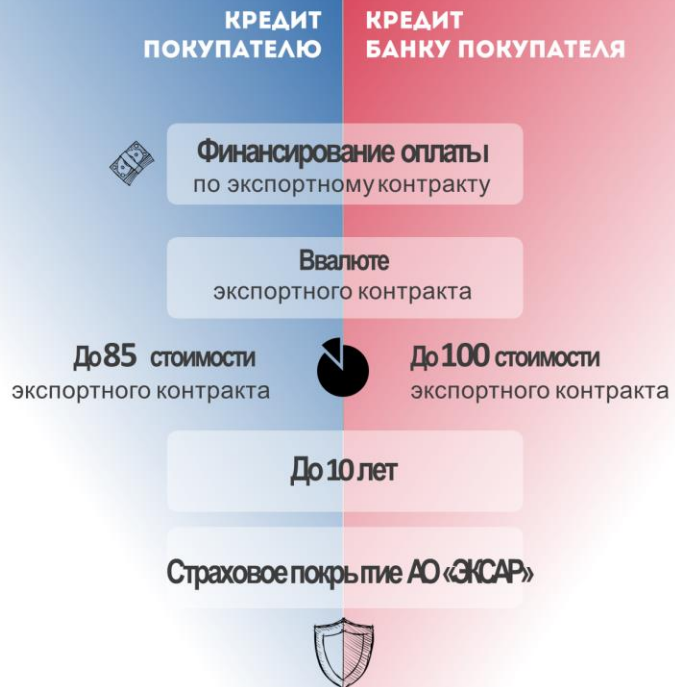 КРЕДИТ
ПОКУПАТЕЛЮ
КРЕДИТ
БАНКУ ПОКУПАТЕЛЯ
Финансирование оплаты
по экспортному контракту
Ввалюте
экспортного контракта
До 85 стоимости
экспортного контракта
До 100 стоимости
экспортного контракта
До 10 лет
Страховое покрытие АО «ЭКСАР»